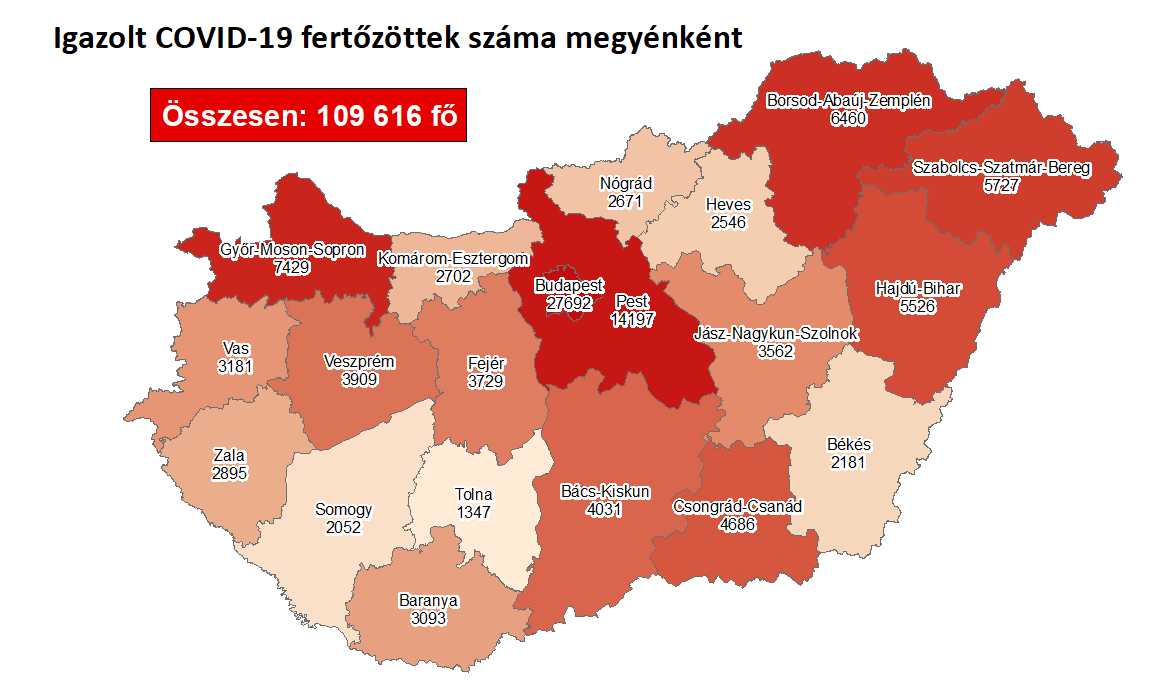 Igazolt COVID-19 fertőzöttek száma megyénként
Összesen: 109 616 fő
Borsod-Abaúj-Zemplén
6460
Szabolcs-Szatmár-Bereg
5727
Nógrád
2671
Heves
2546
Győr-Moson-Sopron
7429
Komárom-Esztergom
2702
Budapest
27692
Pest
14197
Hajdú-Bihar
5526
Jász-Nagykun-Szolnok
3562
Vas
3181
Veszprém
3909
Fejér
3729
Zala
2895
Békés
2181
Somogy
2052
Tolna
1347
Bács-Kiskun
4031
Csongrád-Csanád
4686
Baranya
3093